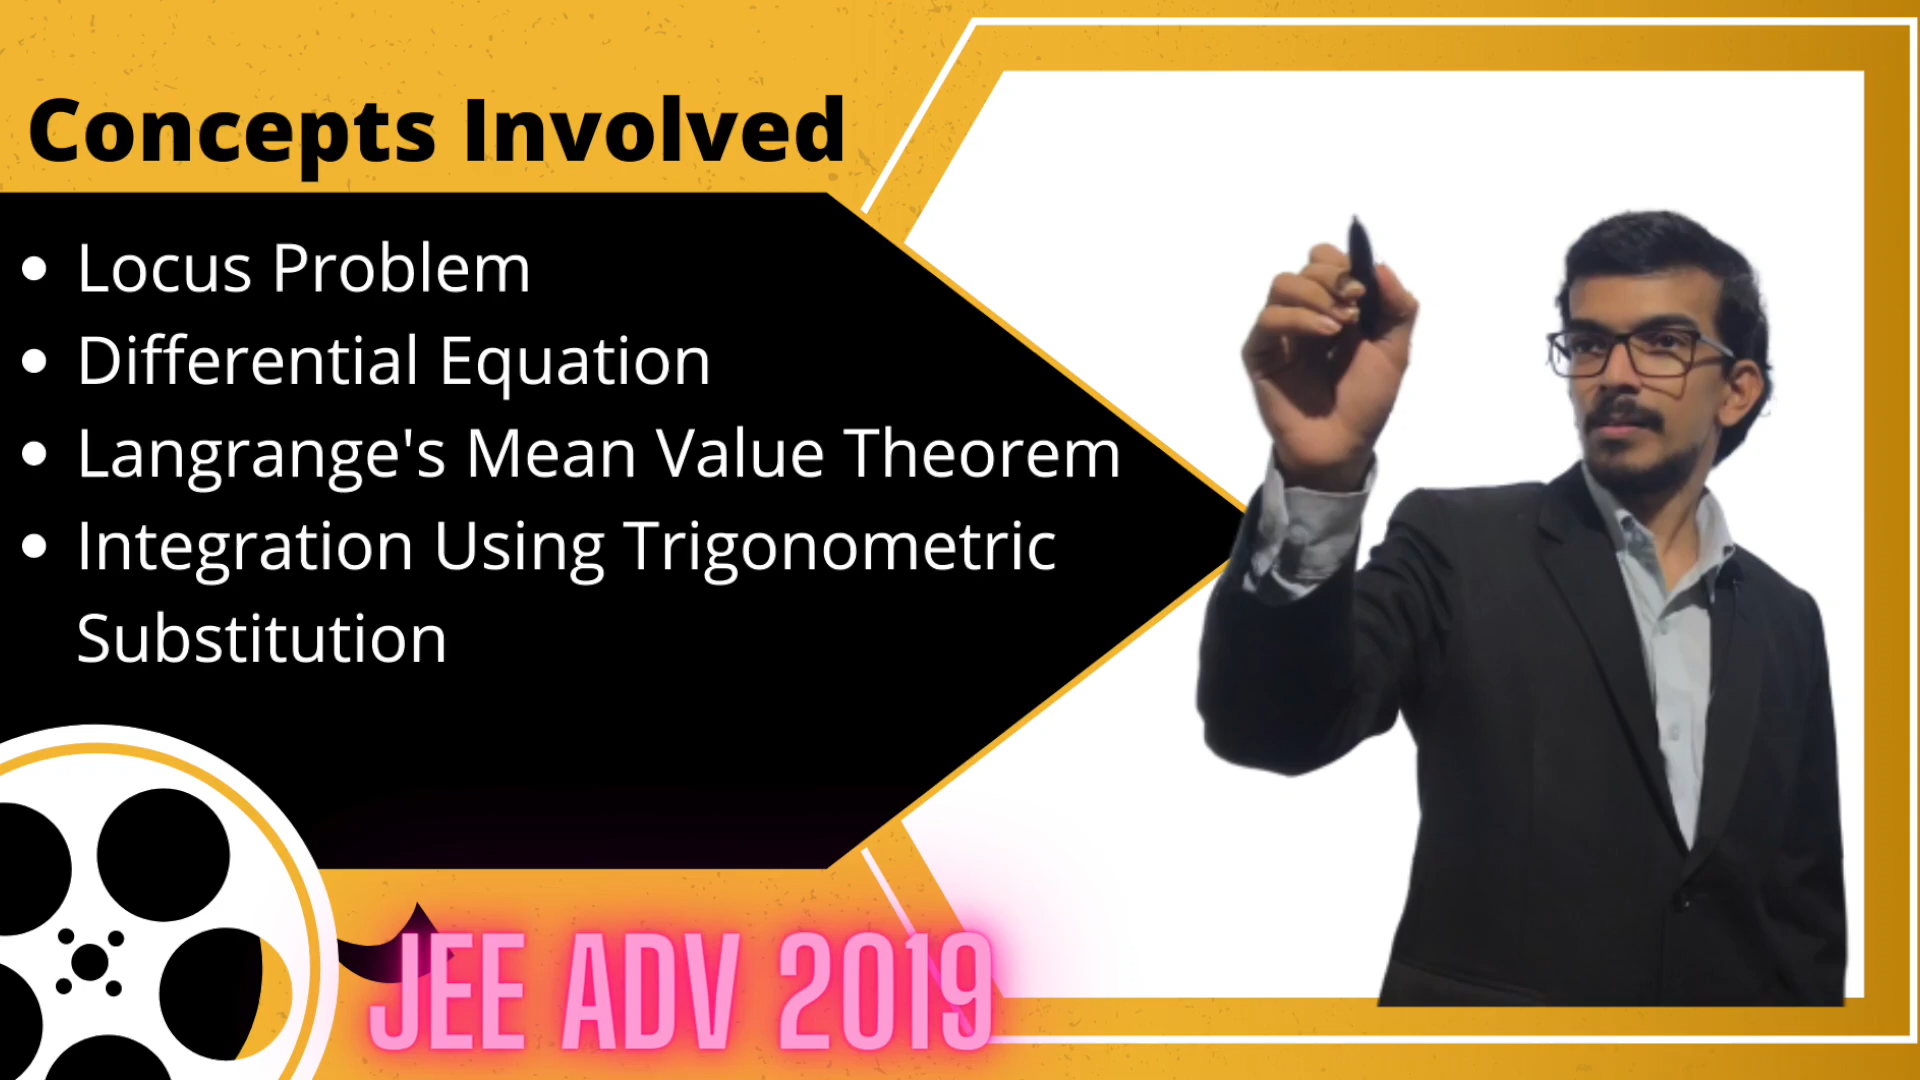 Concepts Involved
• Locus Problem
• Differential Equation
• Langrange's Mean Value Theorem
• Integration Using Trigonometric
Substitution
JEE ADV 2019